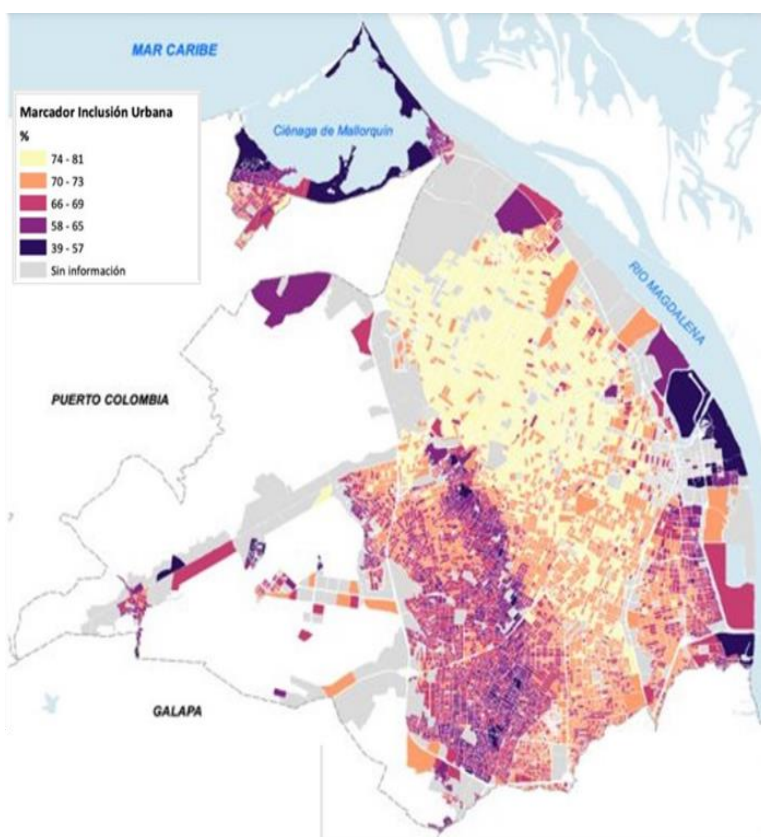 MAR CARIBE
Ciénaga de Mallorquín
Marcador Inclusión Urbana
%
74 - 81
70 - 73
66 - 69
58 - 65
39 - 57
Sin información
RIO MAGDALENA
PUERTO COLOMBIA
GALAPA